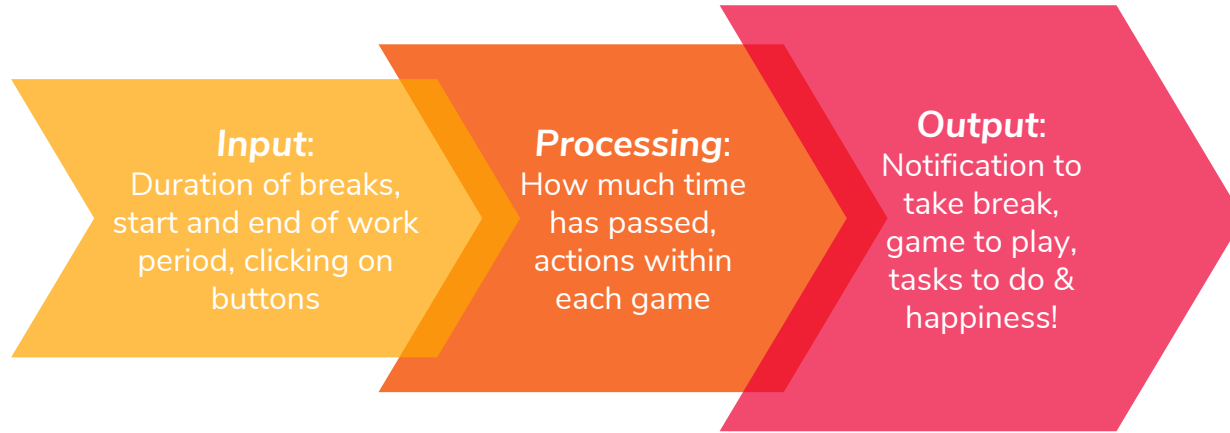 Input:
Duration of breaks,
start and end of work
period, clicking on
buttons
Processing:
How much time
has passed,
actions within
each game
Output:
Notification to
take break,
game to play,
tasks to do &
happiness!